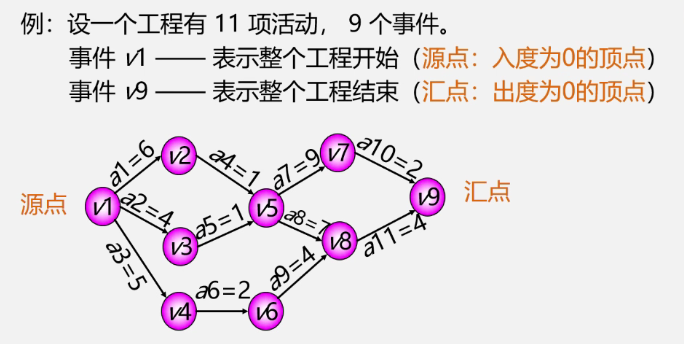 例：设一个工程有 11 项活动， 9 个事件。
事件 v1 —— 表示整个工程开始（源点：入度为0的顶点）
事件 v9 —— 表示整个工程结束（汇点：出度为0的顶点）
源点
汇点
v1
v2
v3
v4
v5
v6
v7
v8
v9
a1=6
a2=4
a3=5
a4=1
a5=1
a6=2
a7=9
a8=
a9=4
a10=2
a11=4